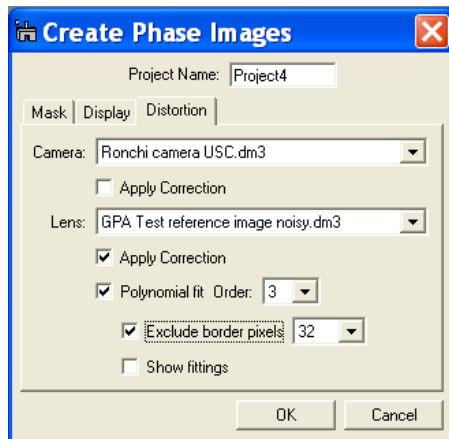 Create Phase Images
Project Name: Project4
Mask Display Distortion
Camera: Ronchi camera USC.dm3
Apply Correction
Lens: GPA Test reference image noisy.dm3
Apply Correction
Polynomial fit Order: 3
Exclude border pixels 32
Show fittings
OK Cancel